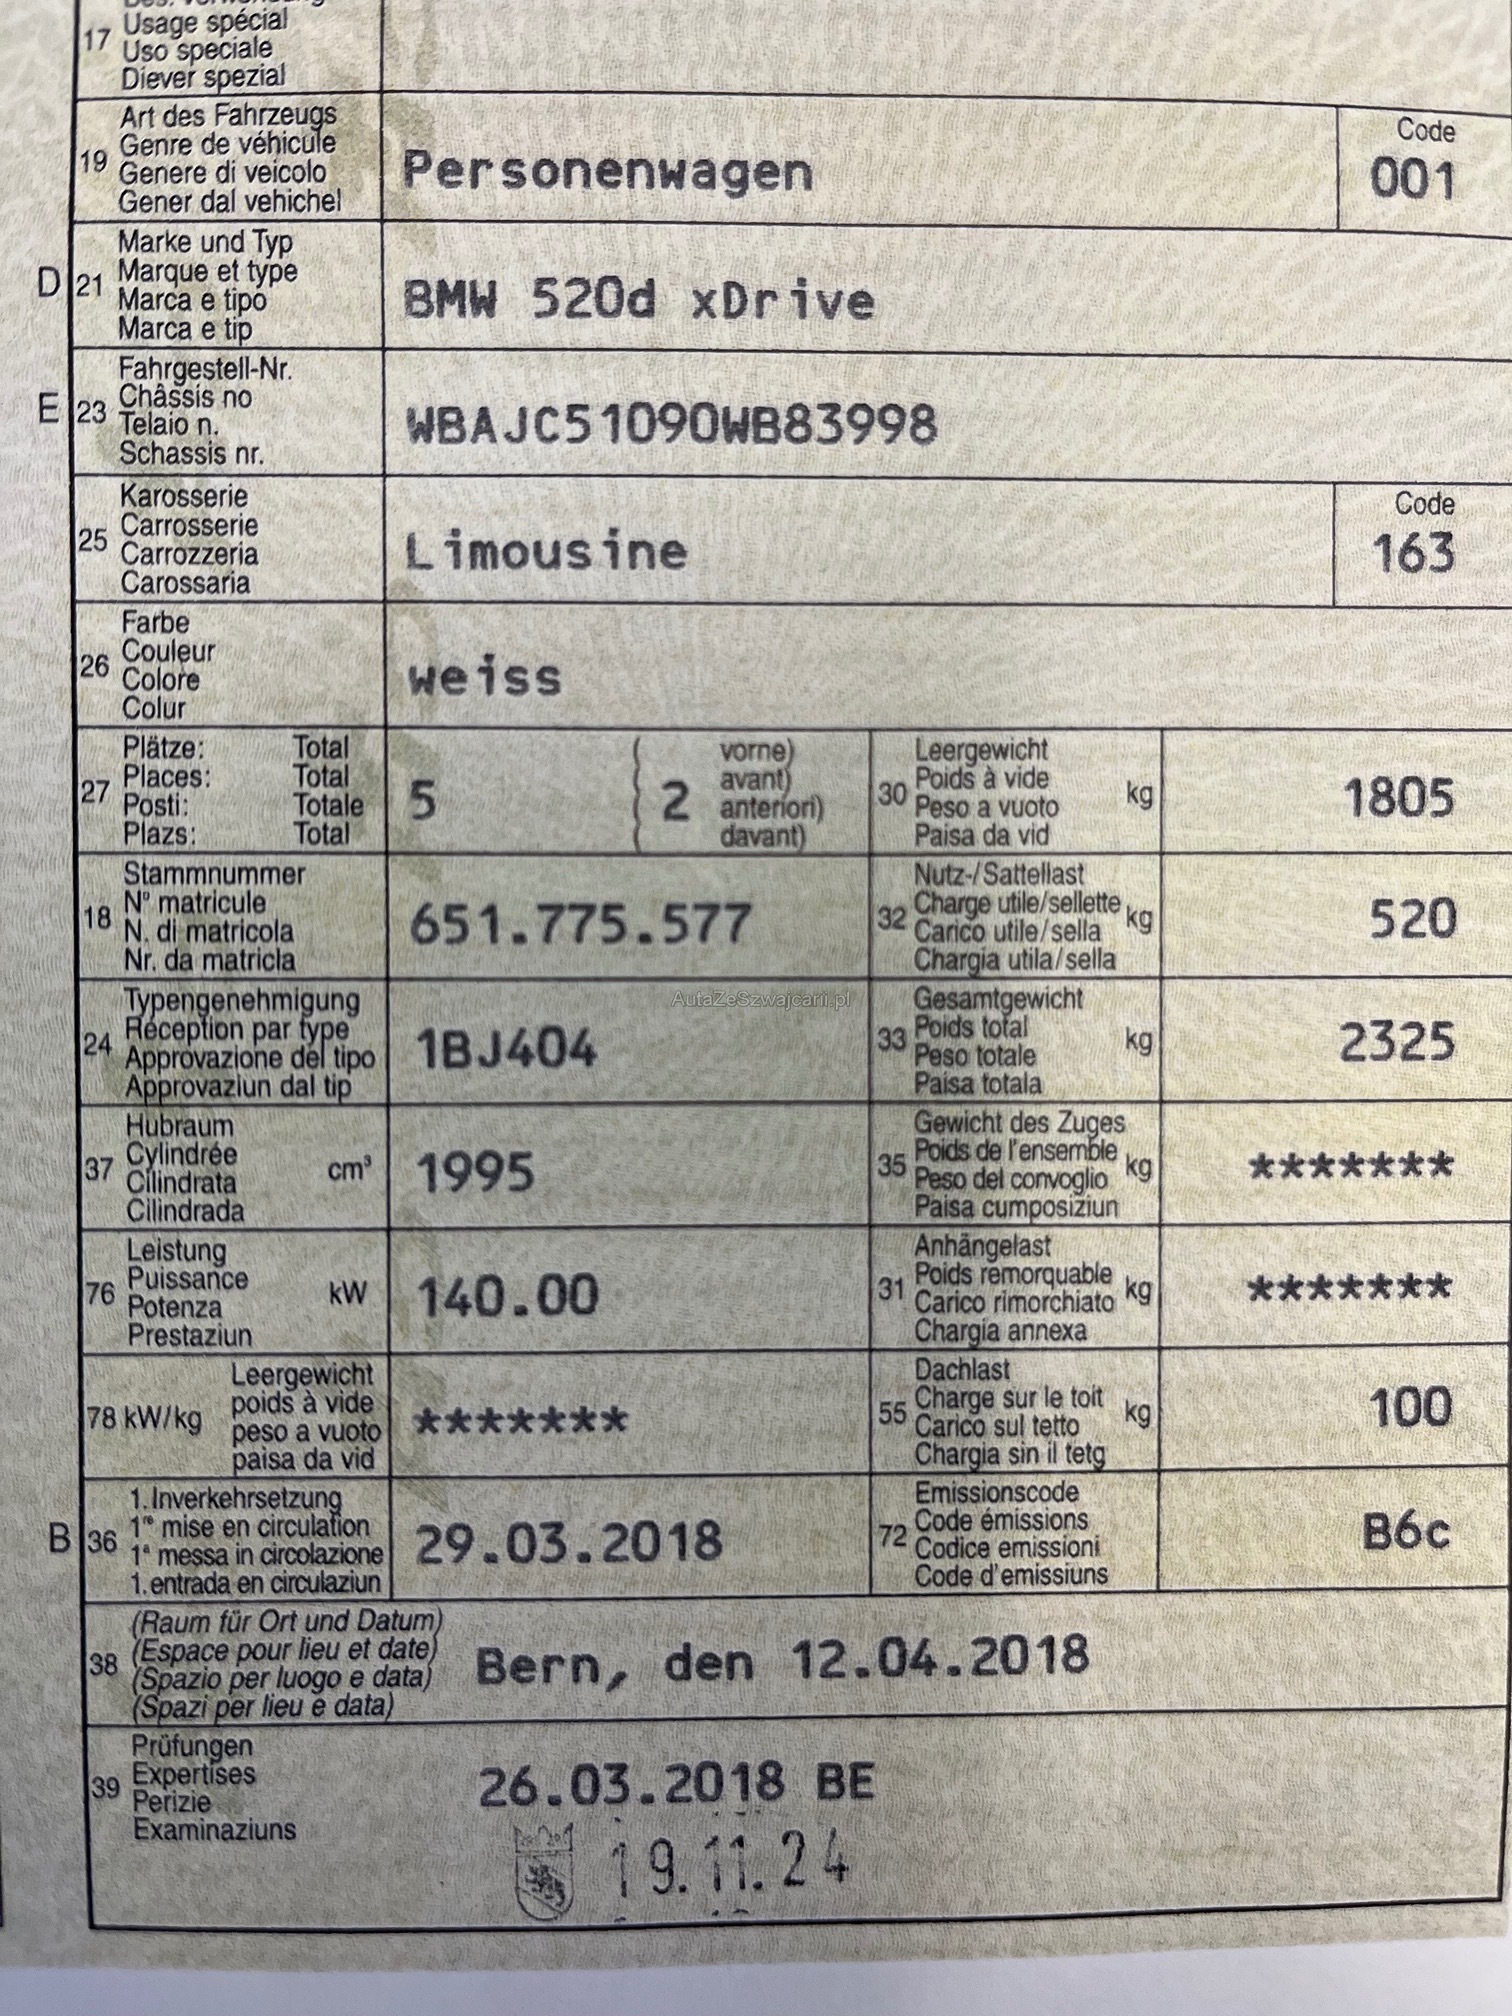 17 Usage spécial
Uso speciale
Diever spezial
19 Art des Fahrzeugs
Genre de véhicule
Genere di veicolo
Gener dal vehichel
Personenwagen
Code
001
D 21 Marke und Typ
Marque et type
Marca e tipo
Marca e tip
BMW 520d xDrive
E 23 Fahrgestell-Nr.
Châssis no
Telaio n.
Schassis nr.
WBAJC51090WB83998
25 Karosserie
Carrosserie
Carrozzeria
Carossaria
Limousine
Code
163
26 Farbe
Couleur
Colore
Colur
weiss
27 Plätze: Total
Places: Total
Posti: Totale
Plazs: Total
5
2
vorne)
avant)
anteriori)
davant)
30 Leergewicht
Poids à vide
Peso a vuoto
Paisa da vid
kg
1805
18 Stammnummer
N° matricule
N. di matricola
Nr. da matricla
651.775.577
32 Nutz-/Sattellast
Charge utile/sellette
Carico utile/sella
Chargia utila/sella
kg
520
24 Typengenehmigung
Réception par type
Approvazione del tipo
Approvaziun dal tip
1BJ404
AutaZeSzwajcarii.pl
33 Gesamtgewicht
Poids total
Peso totale
Paisa totala
kg
2325
37 Hubraum
Cylindrée
Cilindrata
Cilindrada
cm³
1995
35 Gewicht des Zuges
Poids de l'ensemble
Peso del convoglio
Paisa cumposiziun
kg
*******
76 Leistung
Puissance
Potenza
Prestaziun
kW
140.00
31 Anhängelast
Poids remorquable
Carico rimorchiato
Chargia annexa
kg
*******
78 kW/kg Leergewicht
poids à vide
peso a vuoto
paisa da vid
*******
55 Dachlast
Charge sur le toit
Carico sul tetto
Chargia sin il tetg
kg
100
B 36 1. Inverkehrsetzung
1re mise en circulation
1a messa in circolazione
1. entrada en circulaziun
29.03.2018
72 Emissionscode
Code émissions
Codice emissioni
Code d'emissiuns
B6c
38 (Raum für Ort und Datum)
(Espace pour lieu et date)
(Spazio per luogo e data)
(Spazi per lieu e data)
Bern, den 12.04.2018
39 Prüfungen
Expertises
Perizie
Examinaziuns
26.03.2018 BE
19.11.24